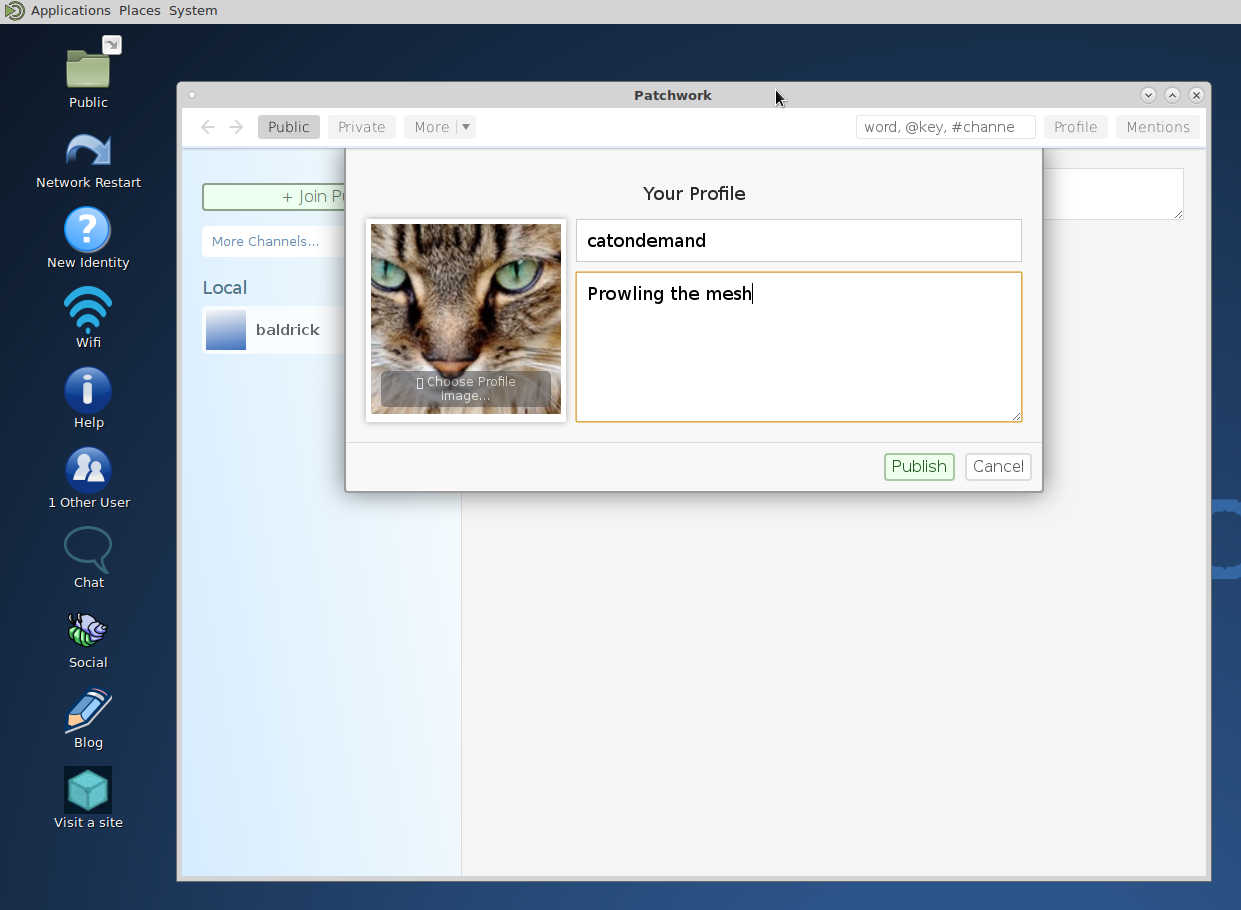 Applications Places System
Public
Network Restart
New Identity
Wifi
Help
1 Other User
Chat
Social
Blog
Visit a site
Patchwork
Public Private More word, @key, #channe Profile Mentions
+ Join Pu
More Channels...
Local
baldrick
Your Profile
catondemand
Prowling the mesh
Choose Profile
Image...
Publish Cancel